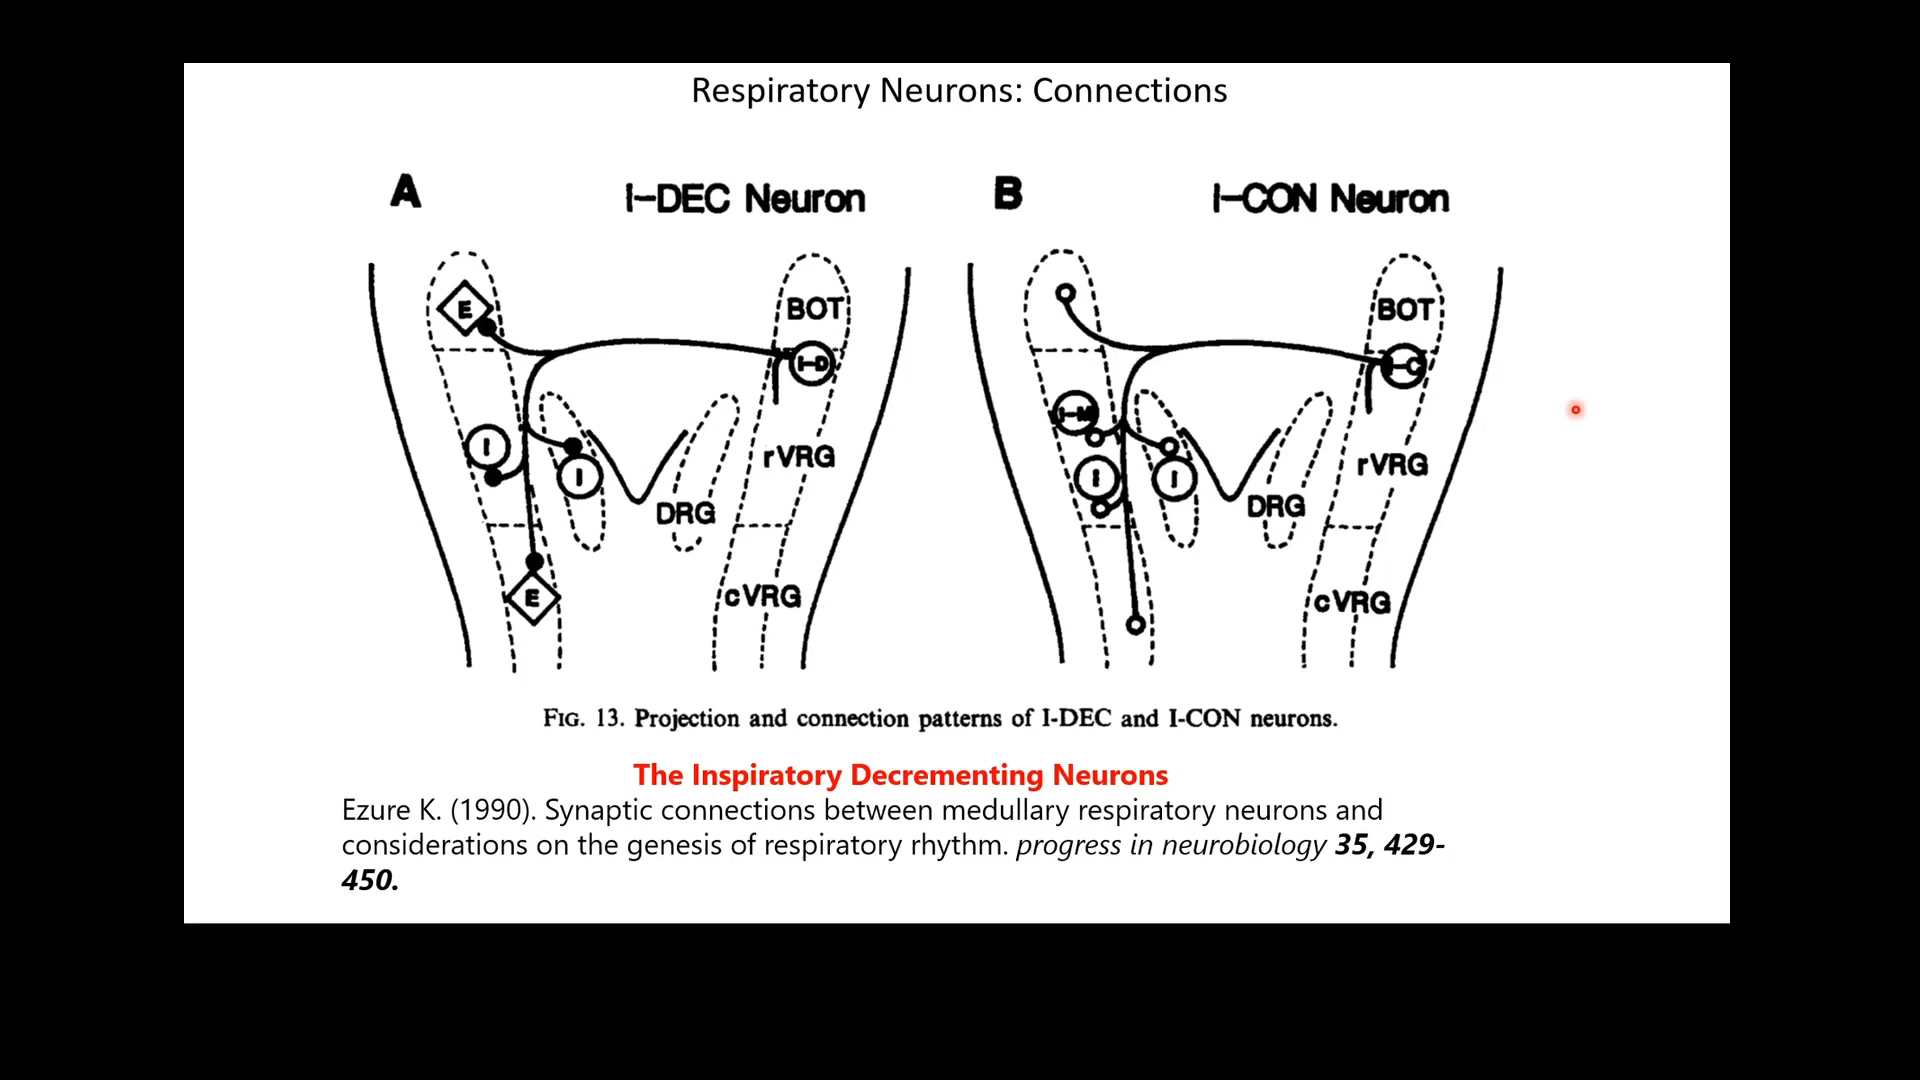 Respiratory Neurons: Connections
A I-DEC Neuron B I-CON Neuron
E BOT BOT
I-D I-C
I-M
I I rVRG I I rVRG
DRG DRG
E cVRG cVRG
FIG. 13. Projection and connection patterns of I-DEC and I-CON neurons.
The Inspiratory Decrementing Neurons
Ezure K. (1990). Synaptic connections between medullary respiratory neurons and
considerations on the genesis of respiratory rhythm. progress in neurobiology 35, 429-
450.